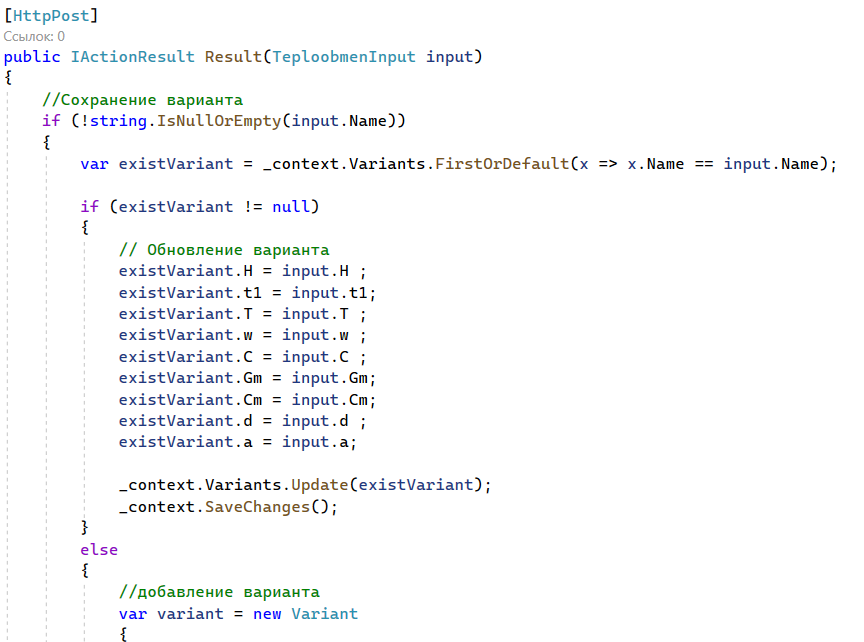 [HttpPost]
Ссылок: 0
public IActionResult Result(TeploobmenInput input)
{
//Сохранение варианта
if (!string.IsNullOrEmpty(input.Name))
{
var existVariant = _context.Variants.FirstOrDefault(x => x.Name == input.Name);
if (existVariant != null)
{
// Обновление варианта
existVariant.H = input.H ;
existVariant.t1 = input.t1;
existVariant.T = input.T ;
existVariant.w = input.w ;
existVariant.C = input.C ;
existVariant.Gm = input.Gm;
existVariant.Cm = input.Cm;
existVariant.d = input.d ;
existVariant.a = input.a;
_context.Variants.Update(existVariant);
_context.SaveChanges();
}
else
{
//добавление варианта
var variant = new Variant
{